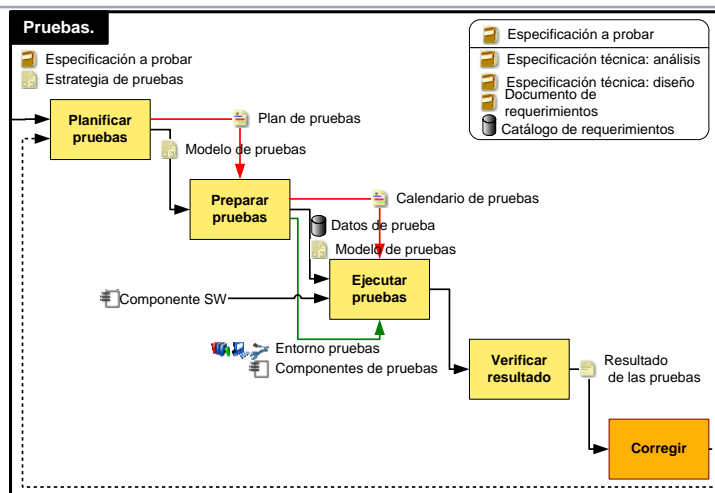 Pruebas.
Especificación a probar
Estrategia de pruebas
Especificación a probar
Especificación técnica: análisis
Especificación técnica: diseño
Documento de
requerimientos
Catálogo de requerimientos
Planificar
pruebas
Plan de pruebas
Modelo de pruebas
Preparar
pruebas
Calendario de pruebas
Datos de prueba
Modelo de pruebas
Ejecutar
pruebas
Componente SW
Entorno pruebas
Componentes de pruebas
Verificar
resultado
Resultado
de las pruebas
Corregir